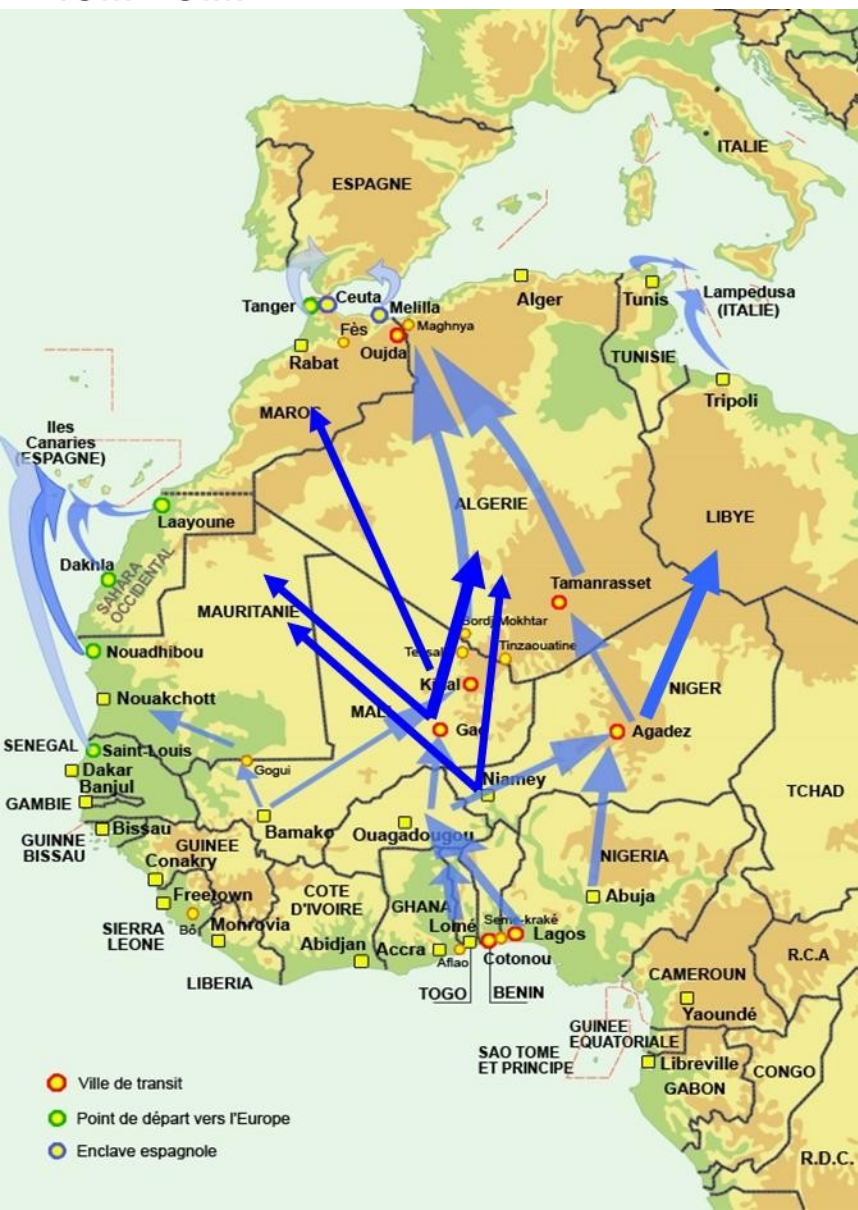 ITALIE
ESPAGNE
Tanger
Ceuta
Melilla
Maghnya
Alger
Tunis
Lampedusa
(ITALIE)
Fès
Oujda
Rabat
TUNISIE
Tripoli
MAROC
Iles
Canaries
(ESPAGNE)
Laayoune
ALGERIE
LIBYE
Dakhla
SAHARA
OCCIDENTAL
Tamanrasset
MAURITANIE
Bordj Mokhtar
Tinzaouatine
Nouadhibou
Kidal
NIGER
Nouakchott
MALI
Gao
Agadez
SENEGAL
Saint-Louis
Gogui
Dakar
Banjul
GAMBIE
Niamey
TCHAD
GUINNE
BISSAU
Bissau
Bamako
Ouagadougou
GUINEE
Conakry
NIGERIA
Freetown
Bô
SIERRA
LEONE
Monrovia
COTE
D'IVOIRE
GHANA
Abuja
Semé-kraké
Lomé
Lagos
Abidjan
Accra
Aflao
Cotonou
LIBERIA
TOGO
BENIN
R.C.A
CAMEROUN
Yaoundé
GUINEE
EQUATORIALE
SAO TOME
ET PRINCIPE
Libreville
GABON
CONGO
R.D.C.
Ville de transit
Point de départ vers l'Europe
Enclave espagnole